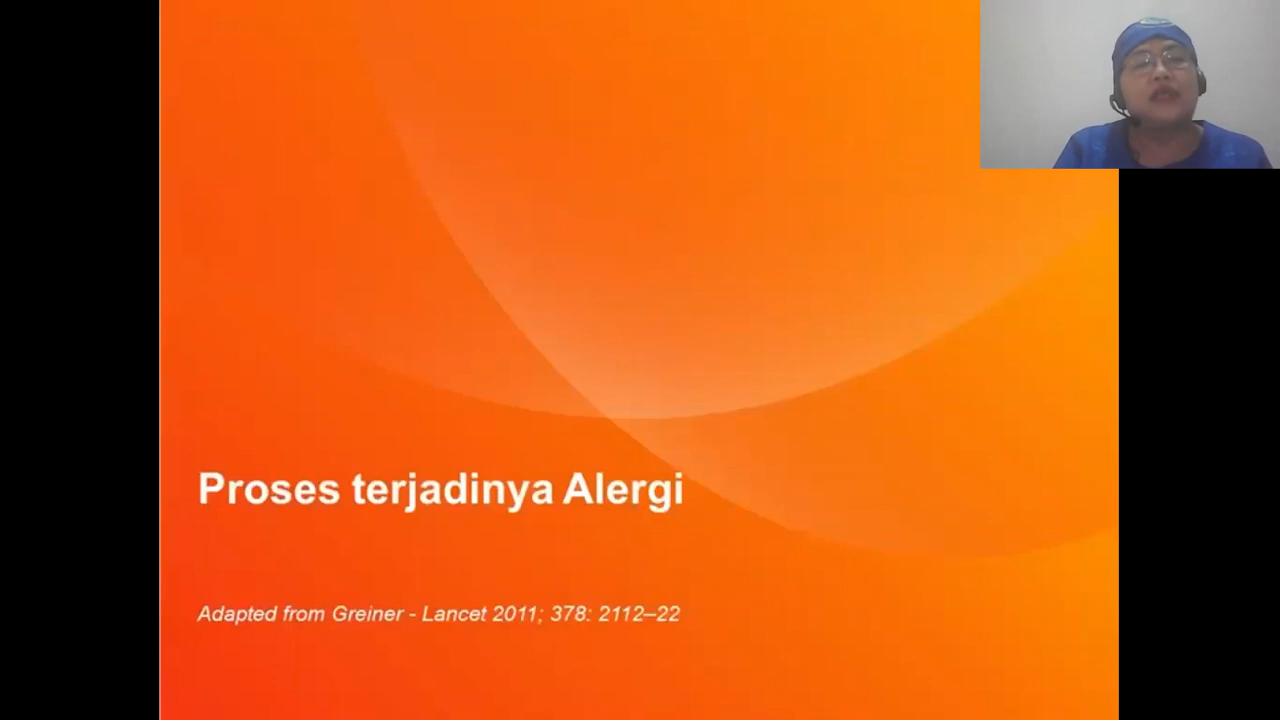 Proses terjadinya Alergi
Adapted from Greiner - Lancet 2011; 378: 2112–22